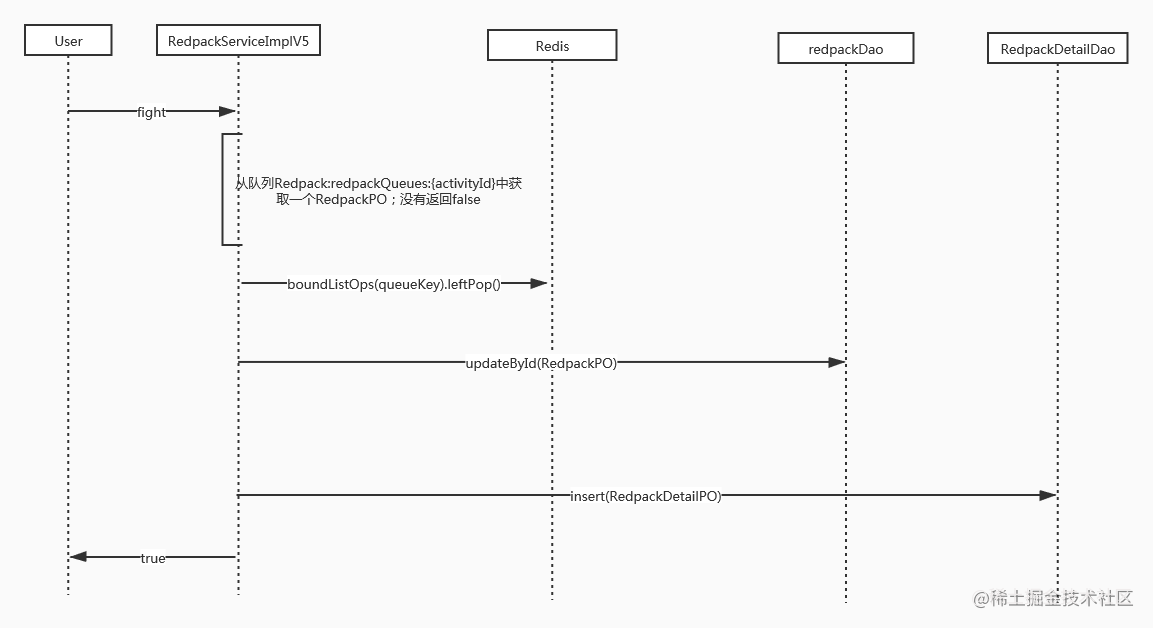 User
RedpackServiceImplV5
Redis
redpackDao
RedpackDetailDao
fight
从队列Redpack:redpackQueues:{activityId}中获
取一个RedpackPO；没有返回false
boundListOps(queueKey).leftPop()
updateById(RedpackPO)
insert(RedpackDetailPO)
true
@稀土掘金技术社区